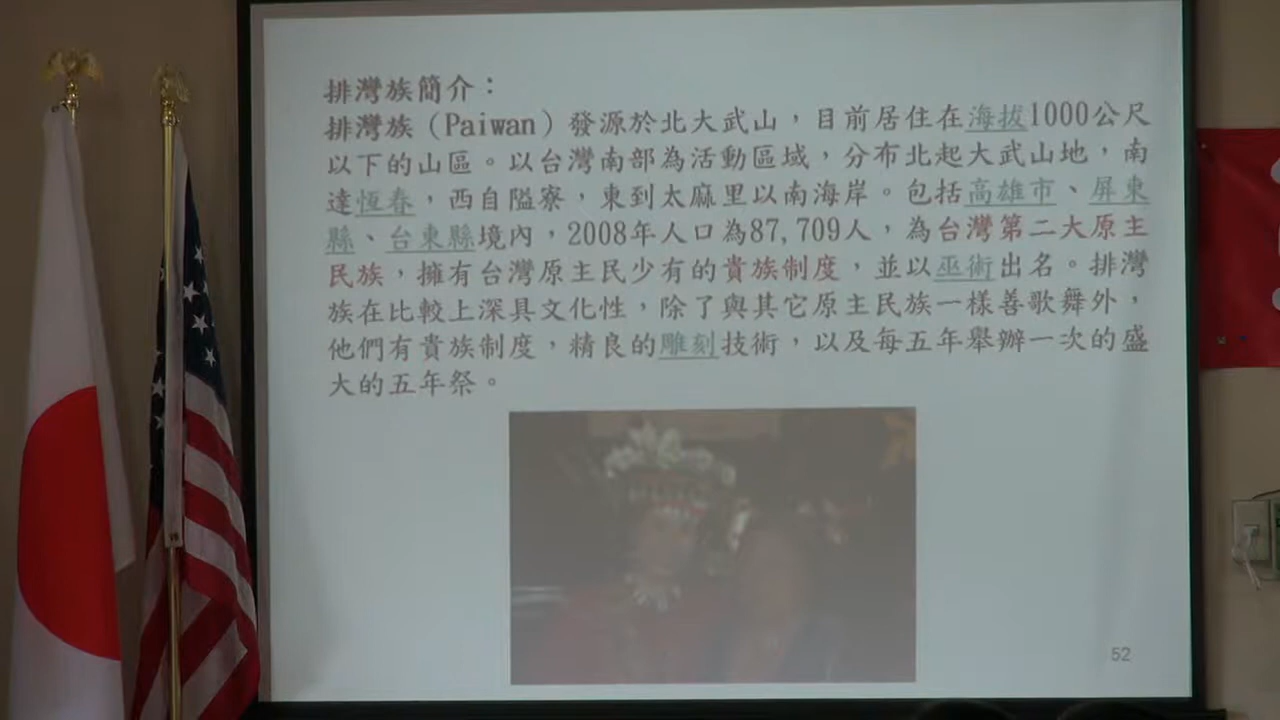 排灣族簡介：
排灣族（Paiwan）發源於北大武山，目前居住在海拔1000公尺
以下的山區。以台灣南部為活動區域，分布北起大武山地，南
達恆春，西自隘寮，東到太麻里以南海岸。包括高雄市、屏東
縣、台東縣境內，2008年人口為87,709人，為台灣第二大原主
民族，擁有台灣原主民少有的貴族制度，並以巫術出名。排灣
族在比較上深具文化性，除了與其它原主民族一樣善歌舞外，
他們有貴族制度，精良的雕刻技術，以及每五年舉辦一次的盛
大的五年祭。
52